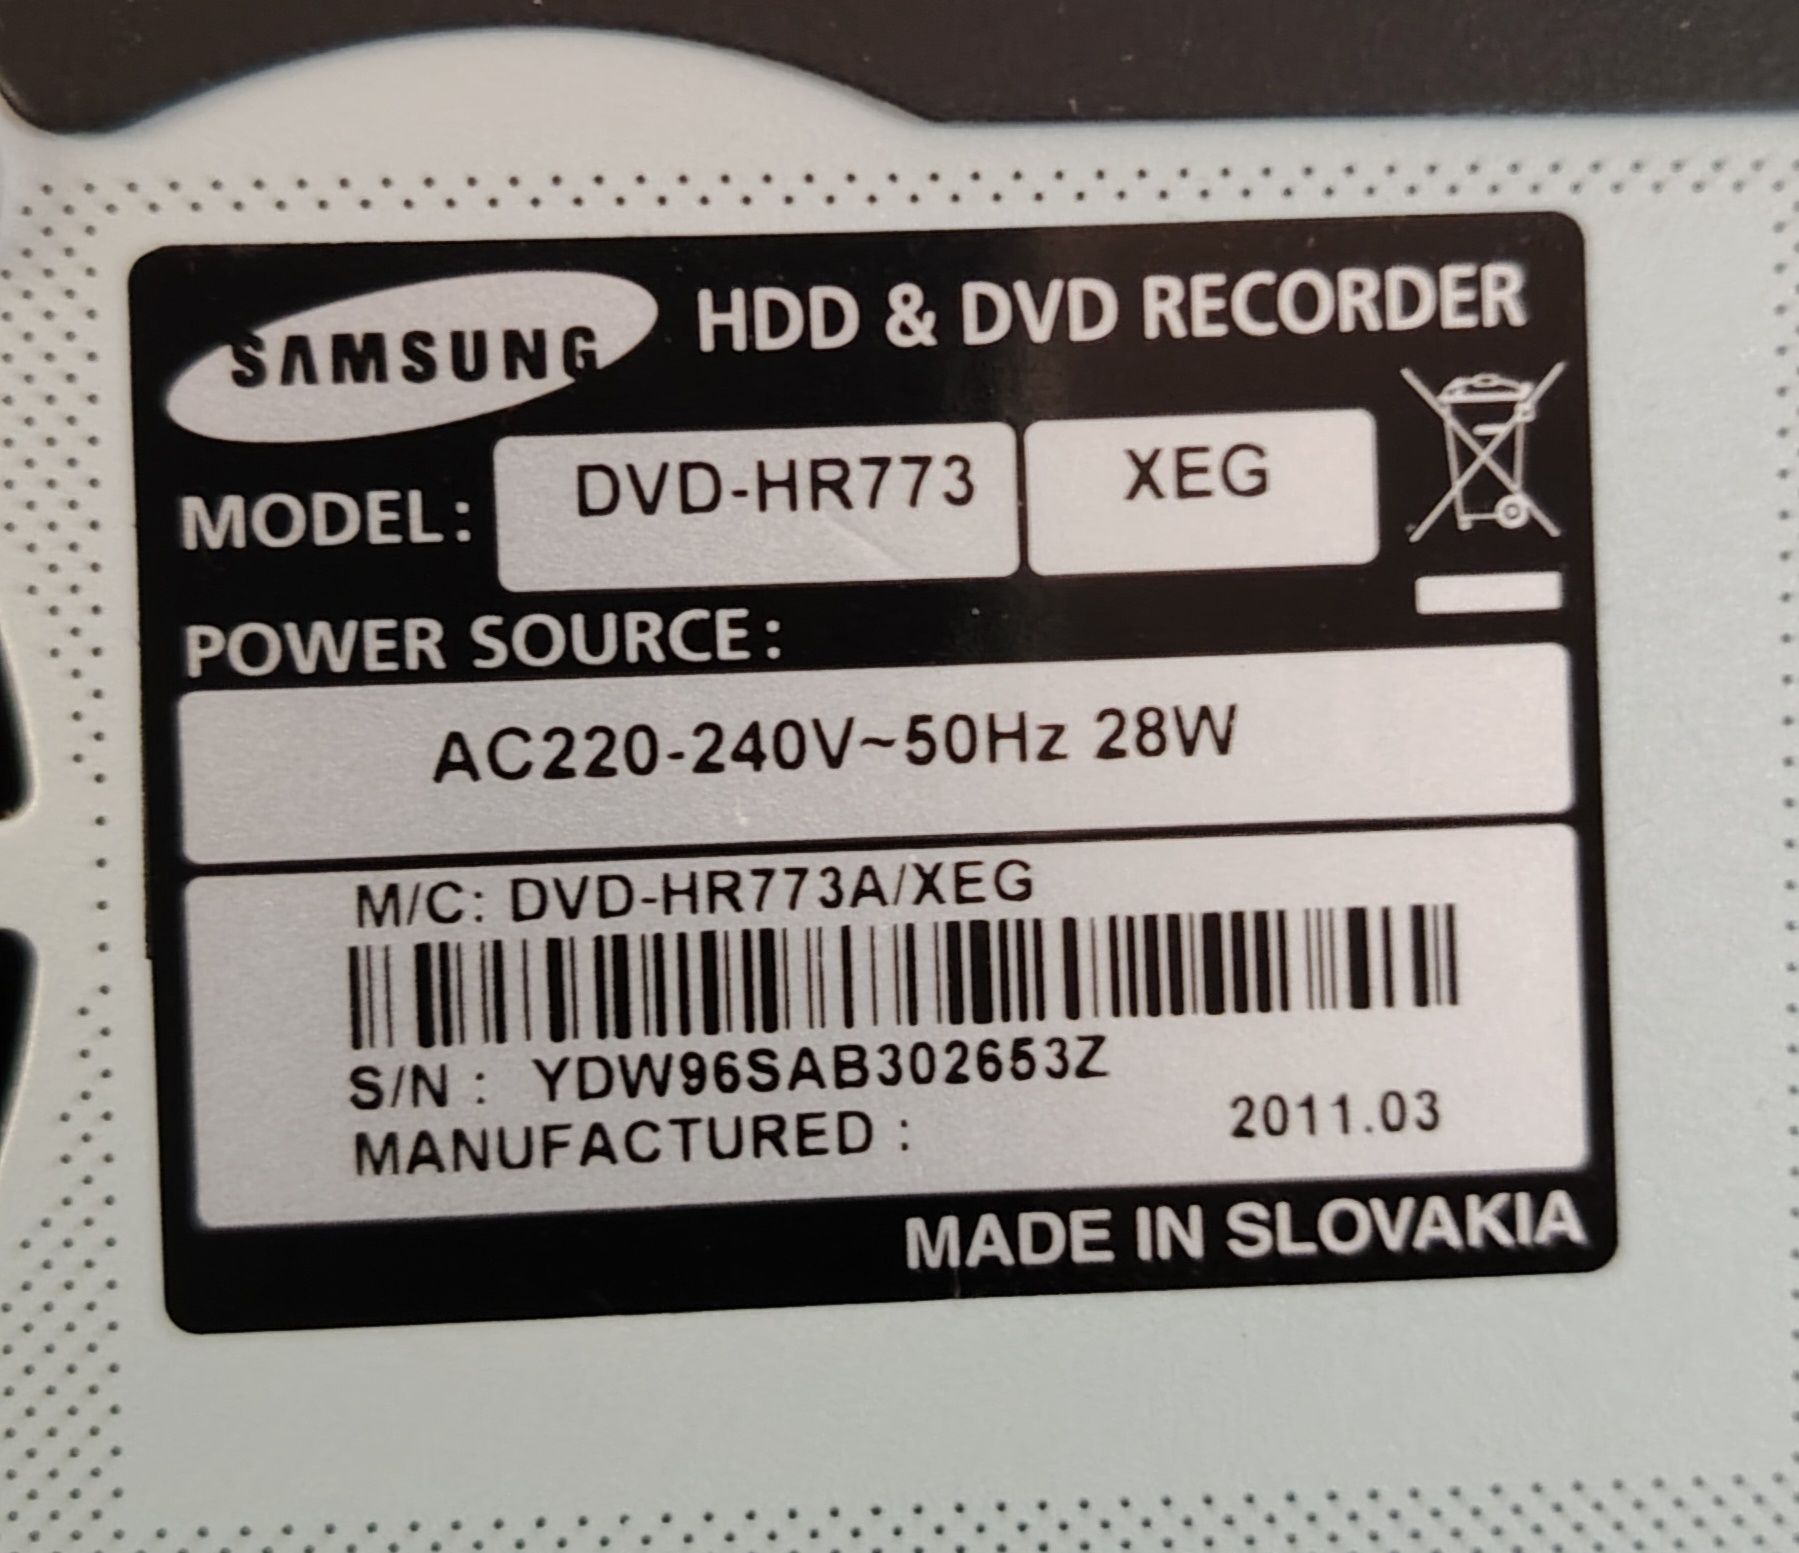 SAMSUNG HDD & DVD RECORDER
MODEL: DVD-HR773 XEG
POWER SOURCE:
AC220-240V~50Hz 28W
M/C: DVD-HR773A/XEG
S/N : YDW96SAB302653Z
MANUFACTURED : 2011.03
MADE IN SLOVAKIA